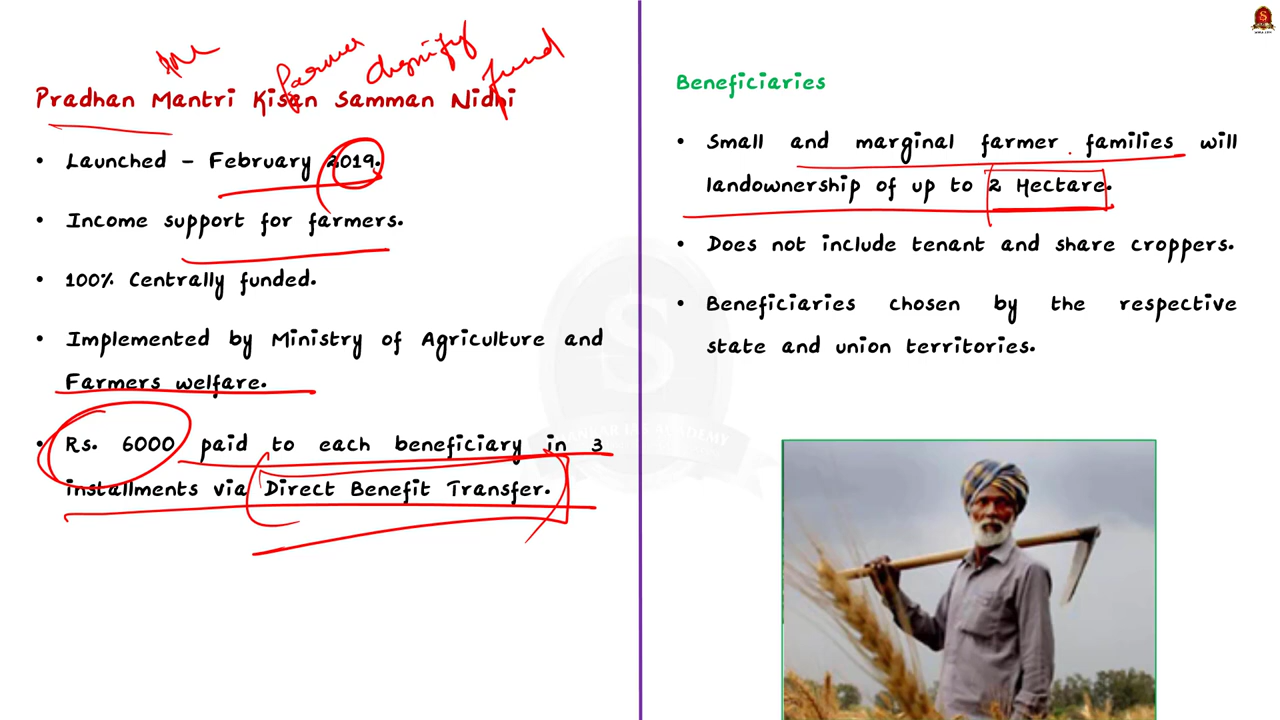 farmer dignify fund
Pradhan Mantri Kisan Samman Nidhi
• Launched – February 2019.
• Income support for farmers.
• 100% Centrally funded.
• Implemented by Ministry of Agriculture and
Farmers welfare.
• Rs. 6000 paid to each beneficiary in 3
installments via Direct Benefit Transfer.
Beneficiaries
• Small and marginal farmer families will
landownership of up to 2 Hectare.
• Does not include tenant and share croppers.
• Beneficiaries chosen by the respective
state and union territories.